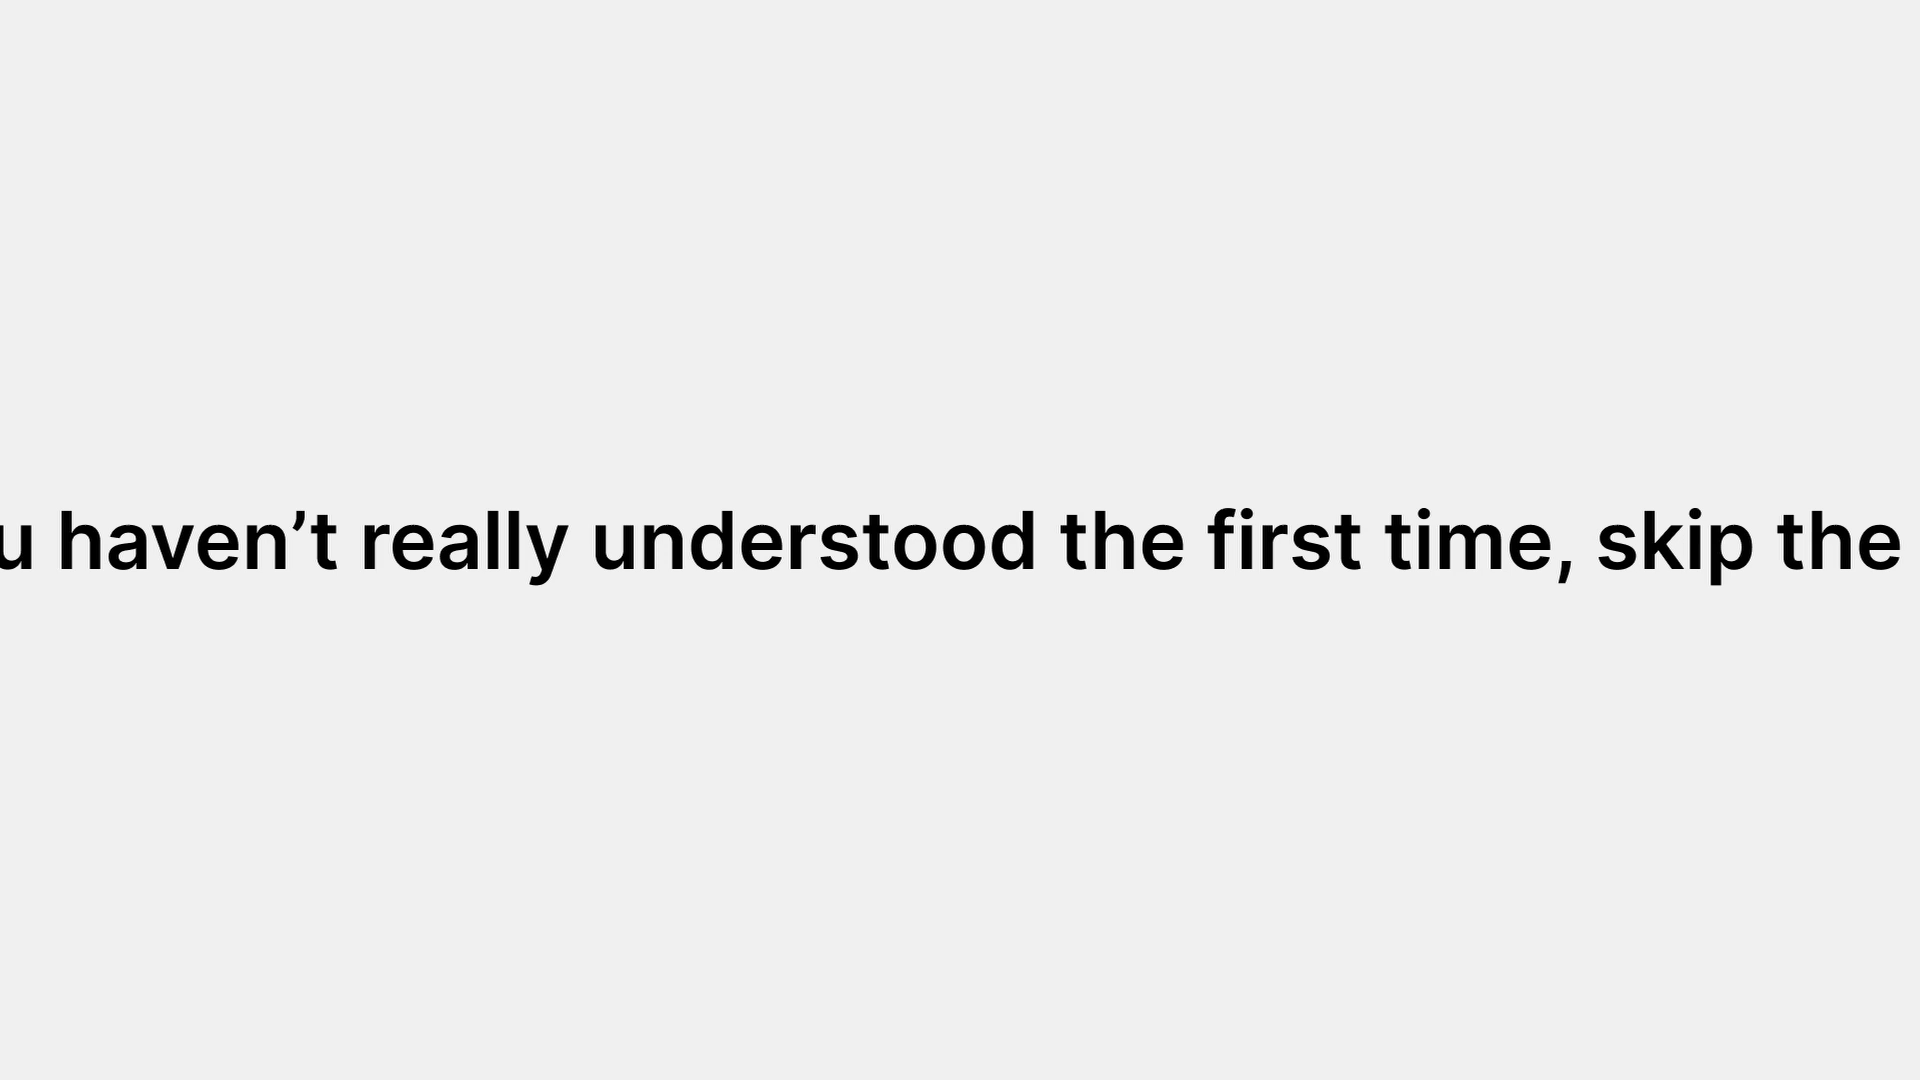 u haven’t really understood the first time, skip the